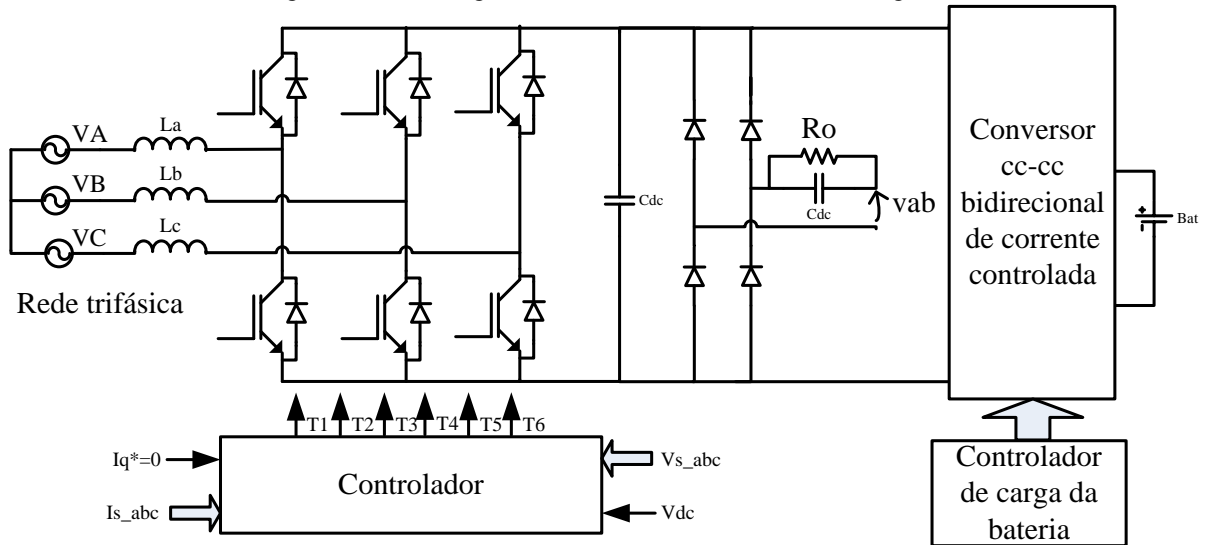 VA
La
VB
Lb
VC
Lc
Rede trifásica
Cdc
Ro
Cdc
vab
Conversor
cc-cc
bidirecional
de corrente
controlada
Bat
T1
T2
T3
T4
T5
T6
Iq*=0
Is_abc
Controlador
Vs_abc
Vdc
Controlador
de carga da
bateria